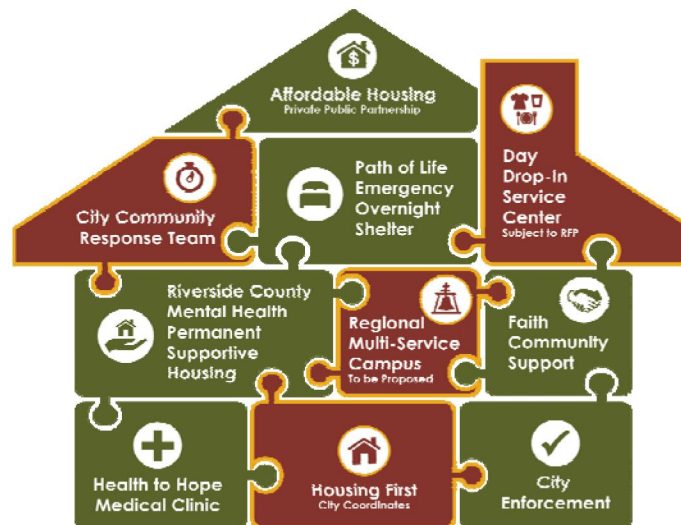 $
Affordable Housing
Private Public Partnership
City Community
Response Team
Path of Life
Emergency
Overnight
Shelter
Day
Drop-In
Service
Center
Subject to RFP
Riverside County
Mental Health
Permanent
Supportive
Housing
Regional
Multi-Service
Campus
To be Proposed
Faith
Community
Support
Health to Hope
Medical Clinic
Housing First
City Coordinates
City
Enforcement